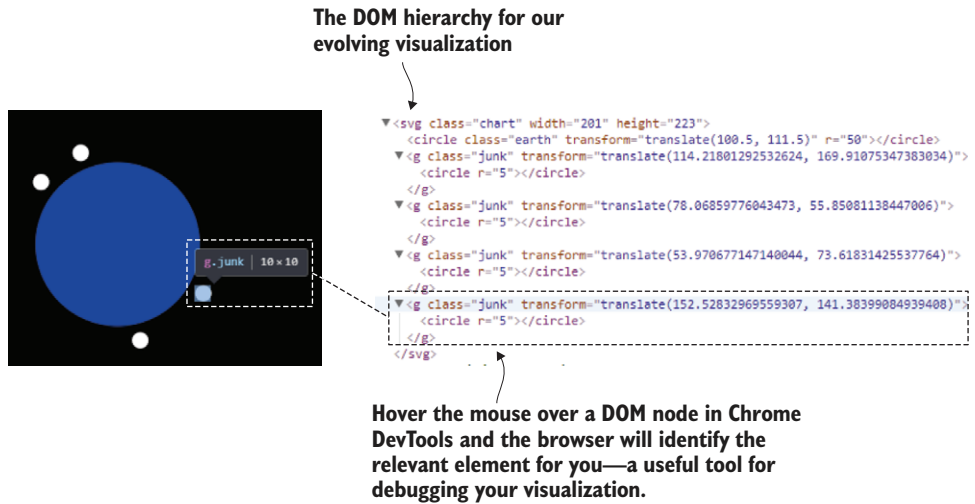 The DOM hierarchy for our
evolving visualization
▼<svg class="chart" width="201" height="223">
<circle class="earth" transform="translate(100.5, 111.5)" r="50"></circle>
▼<g class="junk" transform="translate(114.21801292532624, 169.91075347383034)">
<circle r="5"></circle>
</g>
▼<g class="junk" transform="translate(78.06859776043473, 55.85081138447006)">
<circle r="5"></circle>
</g>
▼<g class="junk" transform="translate(53.970677147140044, 73.61831425537764)">
<circle r="5"></circle>
</g>
▼<g class="junk" transform="translate(152.52832969559307, 141.38399084939408)">
<circle r="5"></circle>
</g>
</svg>
g.junk | 10×10
Hover the mouse over a DOM node in Chrome
DevTools and the browser will identify the
relevant element for you—a useful tool for
debugging your visualization.